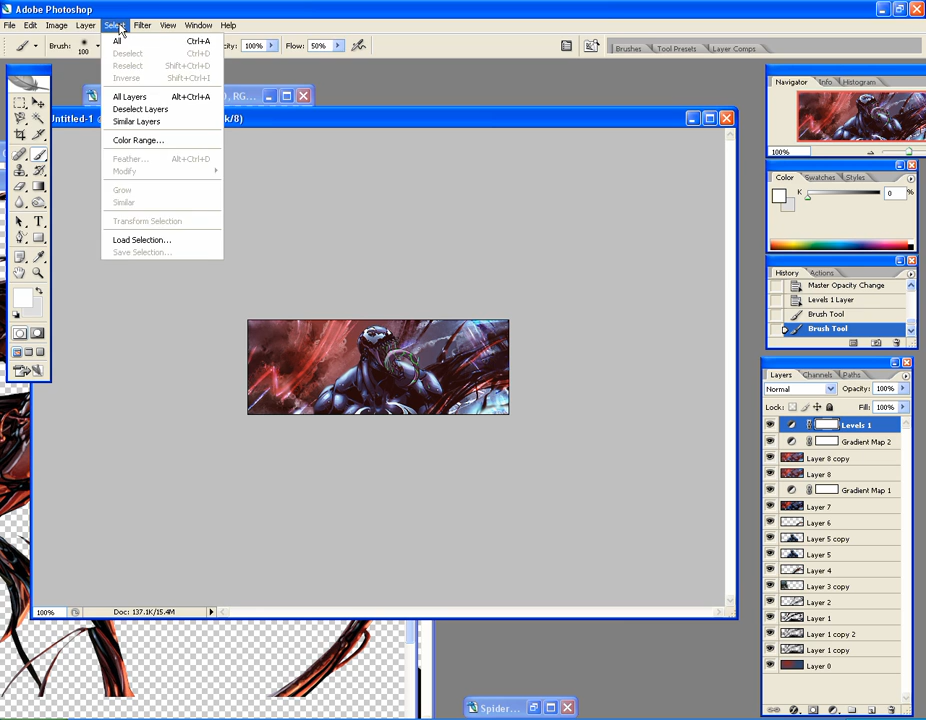 Adobe Photoshop
File Edit Image Layer Select Filter View Window Help
Brush: 100 100% Flow: 50% Brushes Tool Presets Layer Comps
All Ctrl+A
Deselect Ctrl+D
Reselect Shift+Ctrl+D
Inverse Shift+Ctrl+I
All Layers Alt+Ctrl+A
Deselect Layers
Similar Layers
Color Range...
Feather... Alt+Ctrl+D
Modify
Grow
Similar
Transform Selection
Load Selection...
Save Selection...
Untitled-1
Navigator Info Histogram
100%
Color Swatches Styles
K 0 %
History Actions
Master Opacity Change
Levels 1 Layer
Brush Tool
Brush Tool
Layers Channels Paths
Normal Opacity: 100%
Lock: Fill: 100%
Levels 1
Gradient Map 2
Layer 8 copy
Layer 8
Gradient Map 1
Layer 7
Layer 6
Layer 5 copy
Layer 5
Layer 4
Layer 3 copy
Layer 2
Layer 1
Layer 1 copy 2
Layer 1 copy
Layer 0
100% Doc: 137.1K/15.4M
Spider...